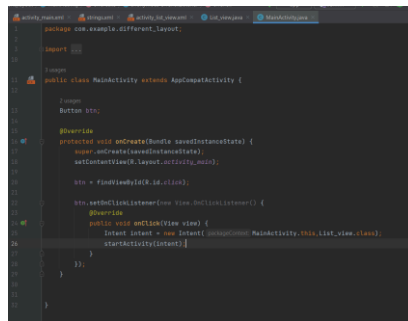 activity_main.xml strings.xml activity_list_view.xml List_view.java MainActivity.java
package com.example.different_layout;
import ...
3 usages
public class MainActivity extends AppCompatActivity {
2 usages
Button btn;
@Override
protected void onCreate(Bundle savedInstanceState) {
super.onCreate(savedInstanceState);
setContentView(R.layout.activity_main);
btn = findViewById(R.id.click);
btn.setOnClickListener(new View.OnClickListener() {
@Override
public void onClick(View view) {
Intent intent = new Intent( packageContext: MainActivity.this,List_view.class);
startActivity(intent);
}
});
}
}